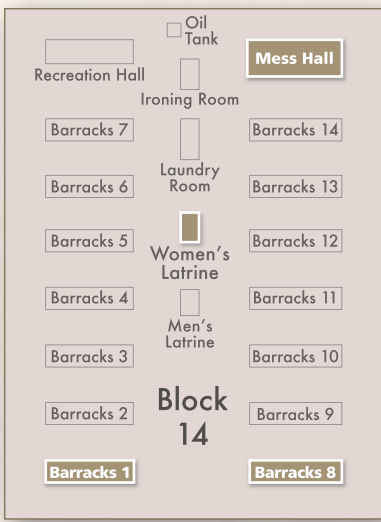 Oil
Tank
Mess Hall
Recreation Hall
Ironing Room
Barracks 7
Barracks 14
Laundry
Room
Barracks 6
Barracks 13
Barracks 5
Barracks 12
Women's
Latrine
Barracks 4
Barracks 11
Men's
Latrine
Barracks 3
Barracks 10
Block
14
Barracks 2
Barracks 9
Barracks 1
Barracks 8